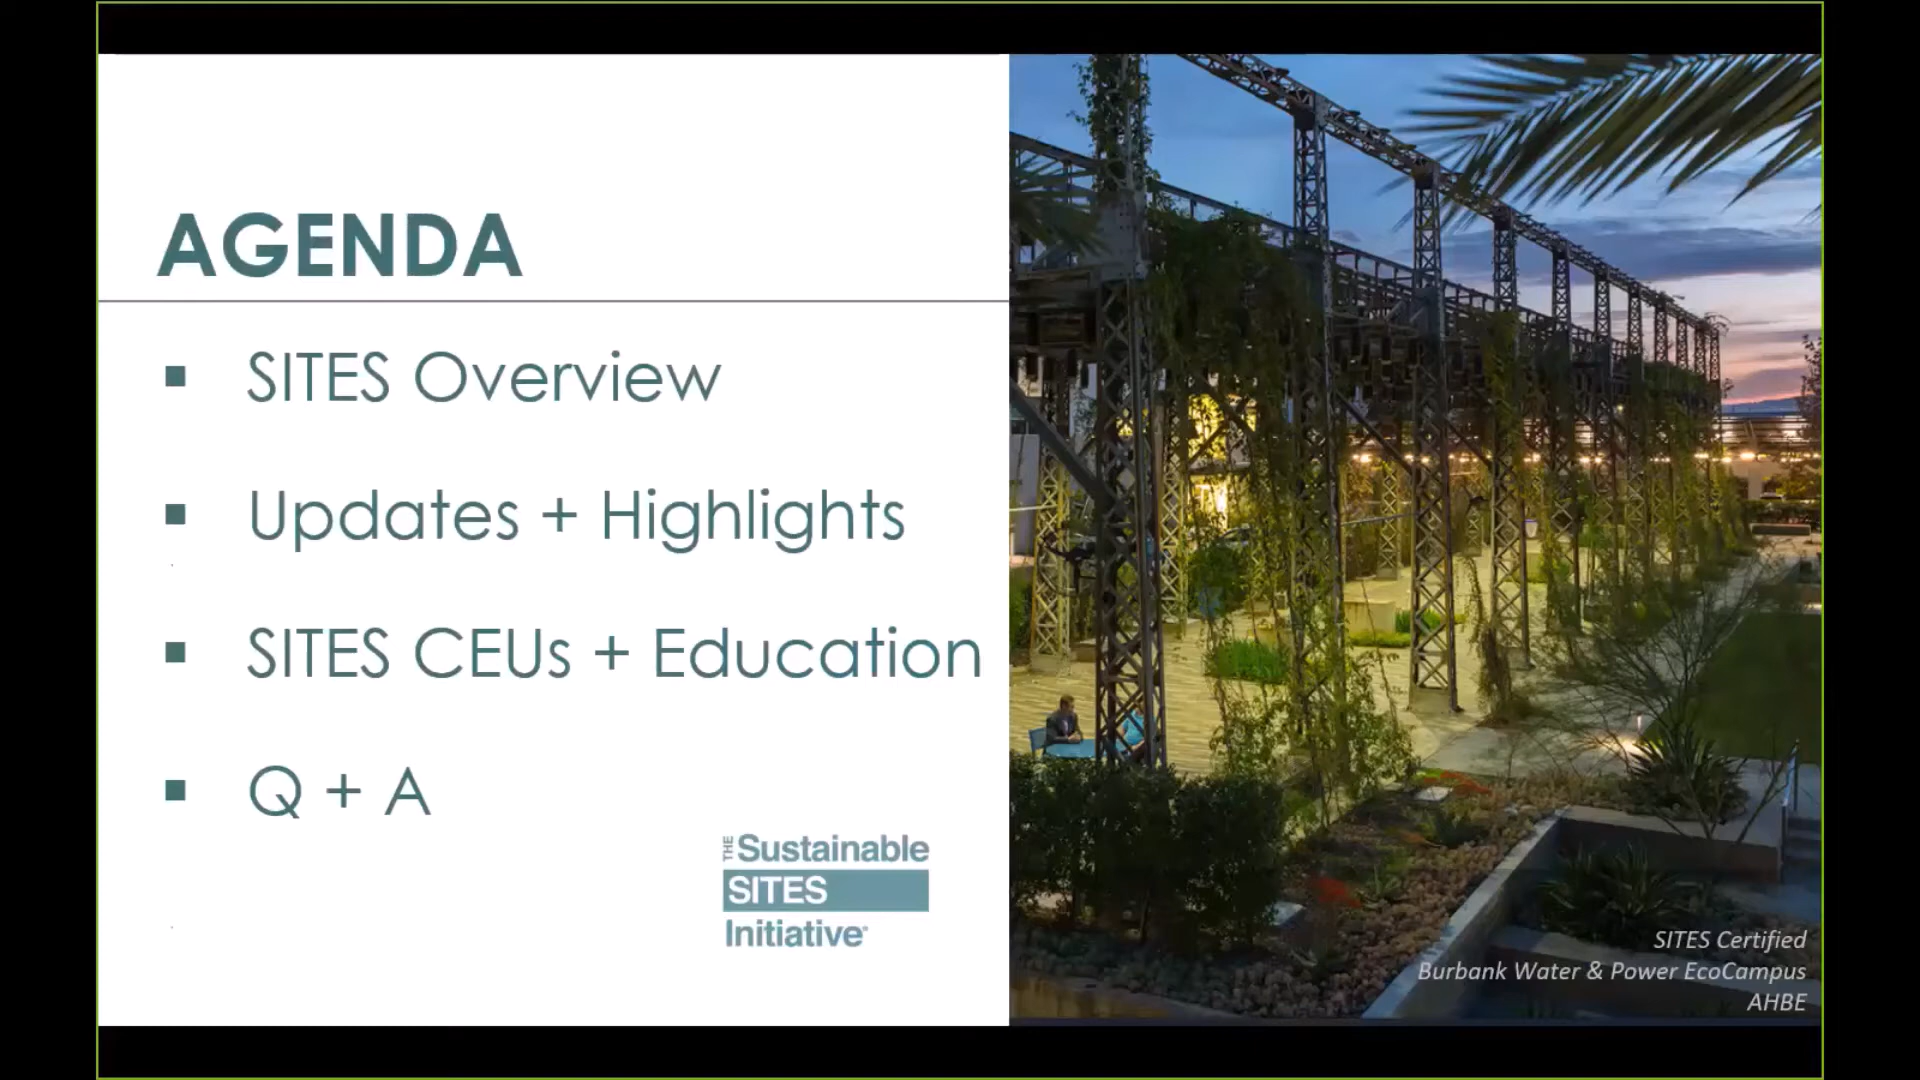 AGENDA
▪ SITES Overview
▪ Updates + Highlights
▪ SITES CEUs + Education
▪ Q + A
THE Sustainable
SITES
Initiative®
SITES Certified
Burbank Water & Power EcoCampus
AHBE